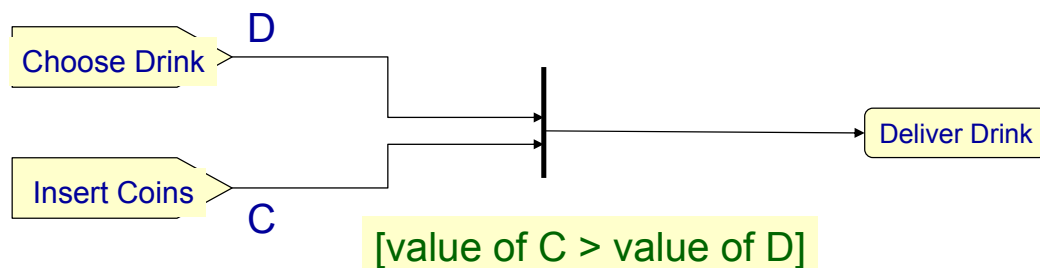 D
Choose Drink
Deliver Drink
Insert Coins
C
[value of C > value of D]